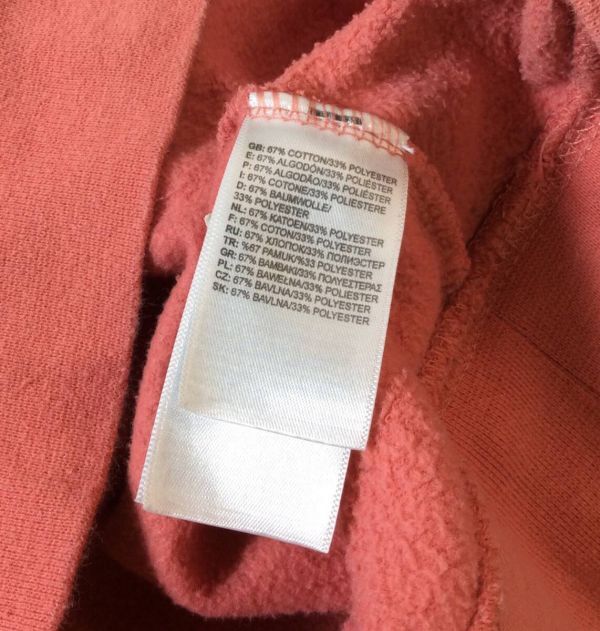 GB: 67% COTTON/33% POLYESTER
E: 67% ALGODÓN/33% POLIÉSTER
P: 67% ALGODÃO/33% POLIÉSTER
I: 67% COTONE/33% POLIESTERE
D: 67% BAUMWOLLE/
33% POLYESTER
NL: 67% KATOEN/33% POLYESTER
F: 67% COTON/33% POLYESTER
RU: 67% ХЛОПОК/33% ПОЛИЭСТЕР
TR: %67 PAMUK/%33 POLYESTER
GR: 67% ΒΑΜΒΑΚΙ/33% ΠΟΛΥΕΣΤΕΡΑΣ
PL: 67% BAWEŁNA/33% POLIESTER
CZ: 67% BAVLNA/33% POLYESTER
SK: 67% BAVLNA/33% POLYESTER